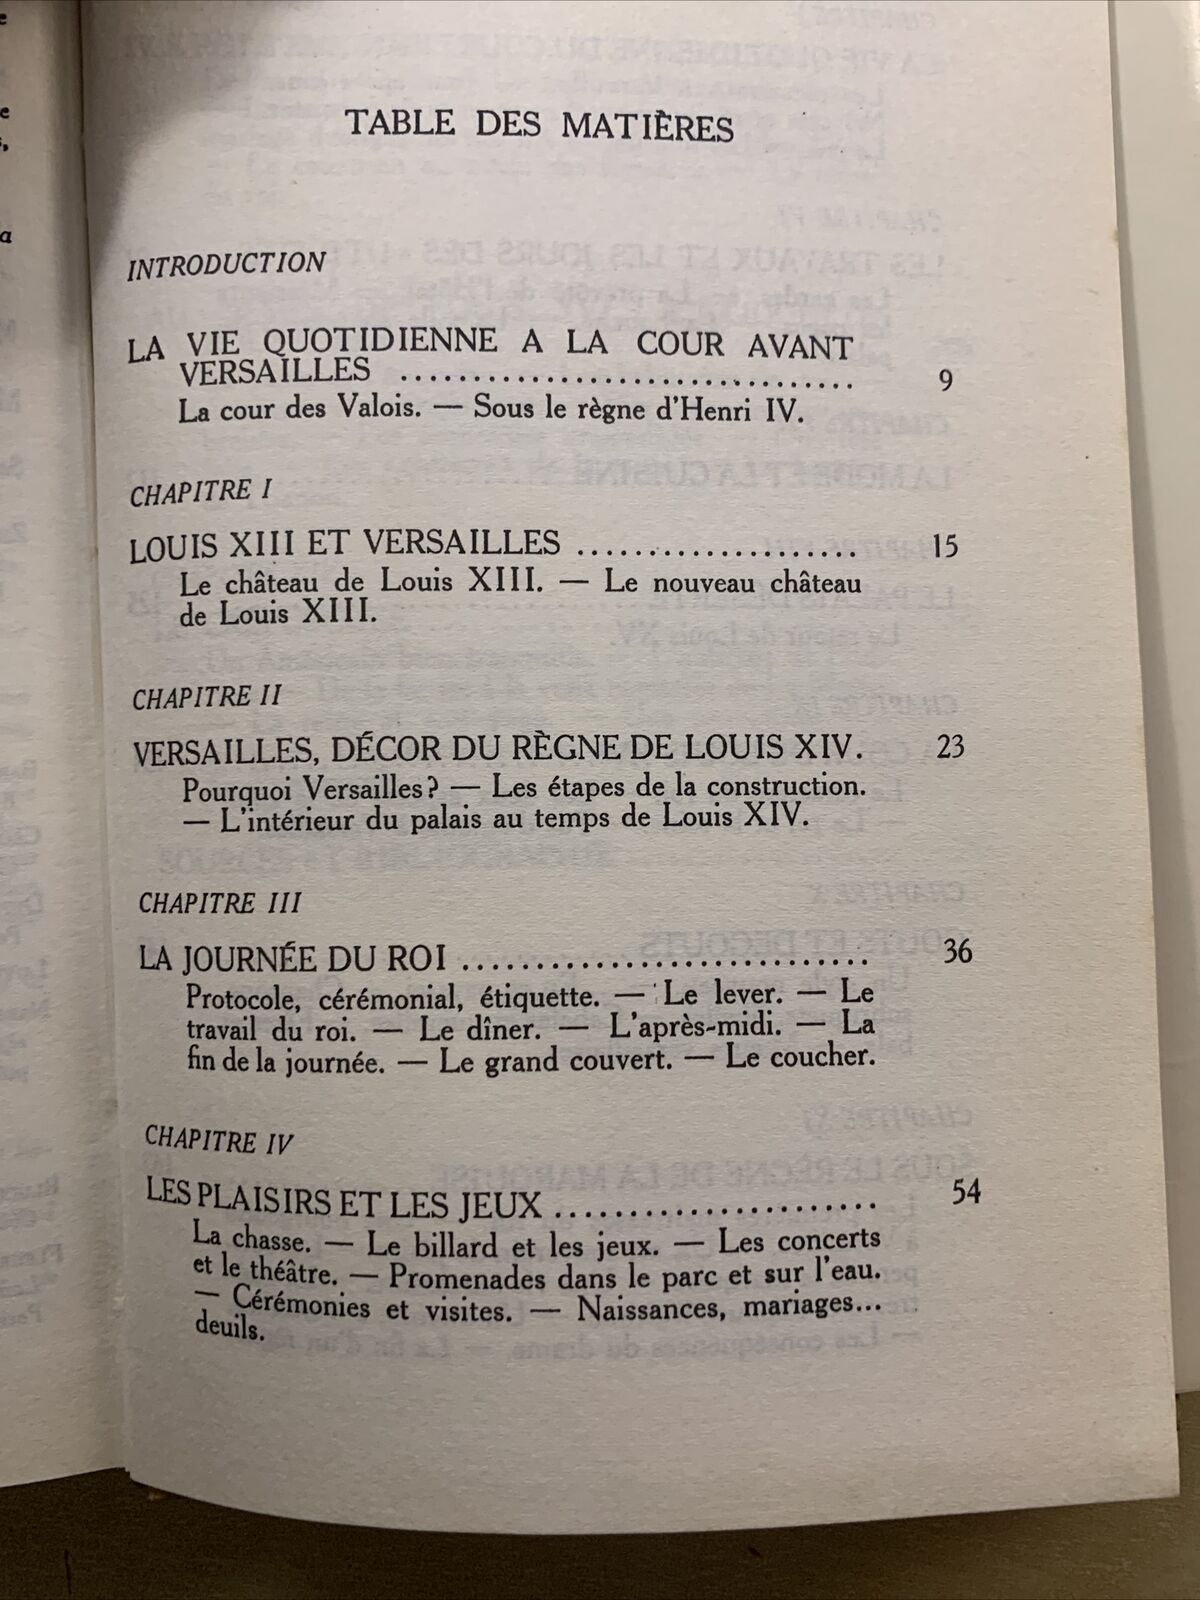 TABLE DES MATIÈRES
INTRODUCTION
LA VIE QUOTIDIENNE A LA COUR AVANT
VERSAILLES ................................ 9
La cour des Valois. — Sous le règne d'Henri IV.
CHAPITRE I
LOUIS XIII ET VERSAILLES .................... 15
Le château de Louis XIII. — Le nouveau château
de Louis XIII.
CHAPITRE II
VERSAILLES, DÉCOR DU RÈGNE DE LOUIS XIV. 23
Pourquoi Versailles? — Les étapes de la construction.
— L'intérieur du palais au temps de Louis XIV.
CHAPITRE III
LA JOURNÉE DU ROI ............................. 36
Protocole, cérémonial, étiquette. — Le lever. — Le
travail du roi. — Le dîner. — L'après-midi. — La
fin de la journée. — Le grand couvert. — Le coucher.
CHAPITRE IV
LES PLAISIRS ET LES JEUX ....................... 54
La chasse. — Le billard et les jeux. — Les concerts
et le théâtre. — Promenades dans le parc et sur l'eau.
— Cérémonies et visites. — Naissances, mariages...
deuils.